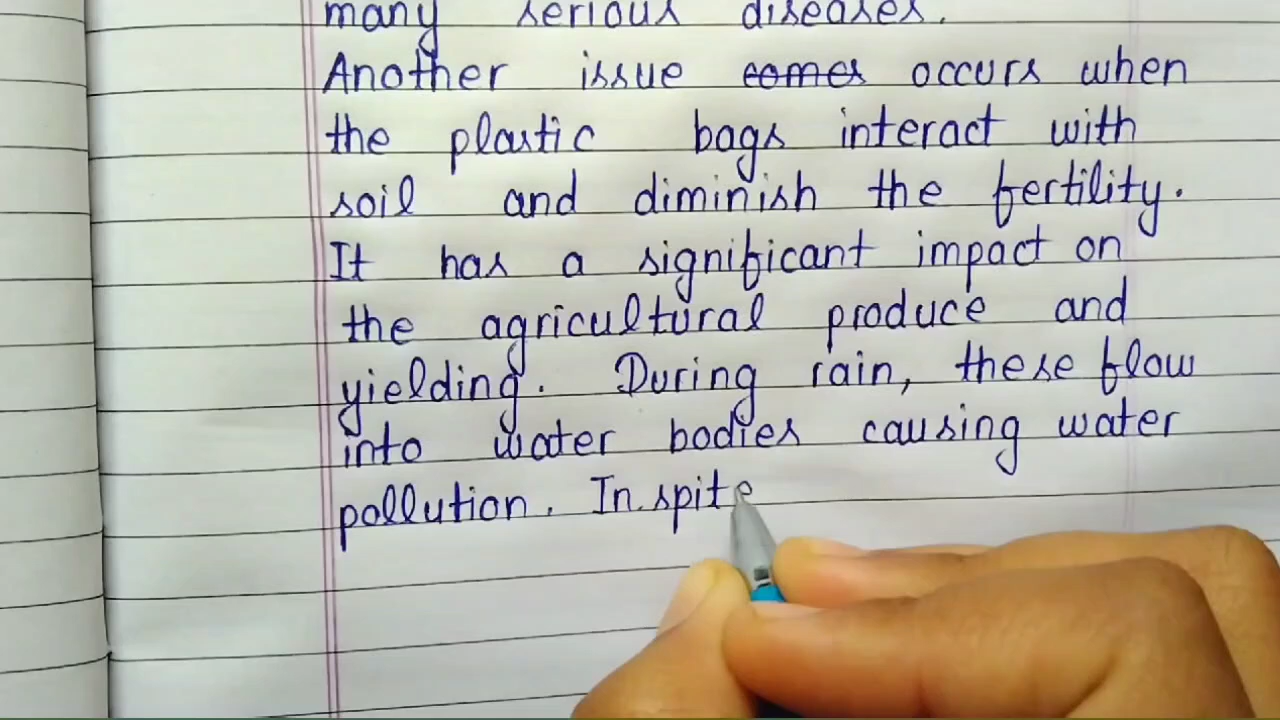 many serious diseases.
Another issue comes occurs when
the plastic bags interact with
soil and diminish the fertility.
It has a significant impact on
the agricultural produce and
yielding. During rain, these flow
into water bodies causing water
pollution. In spite